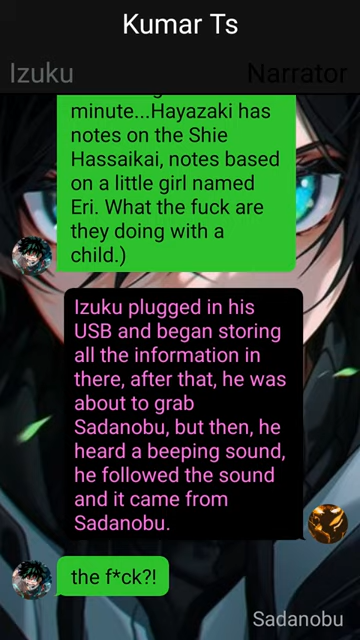 Kumar Ts
Izuku
Narrator
minute...Hayazaki has
notes on the Shie
Hassaikai, notes based
on a little girl named
Eri. What the fuck are
they doing with a
child.)
Izuku plugged in his
USB and began storing
all the information in
there, after that, he was
about to grab
Sadanobu, but then, he
heard a beeping sound,
he followed the sound
and it came from
Sadanobu.
the f*ck?!
Sadanobu